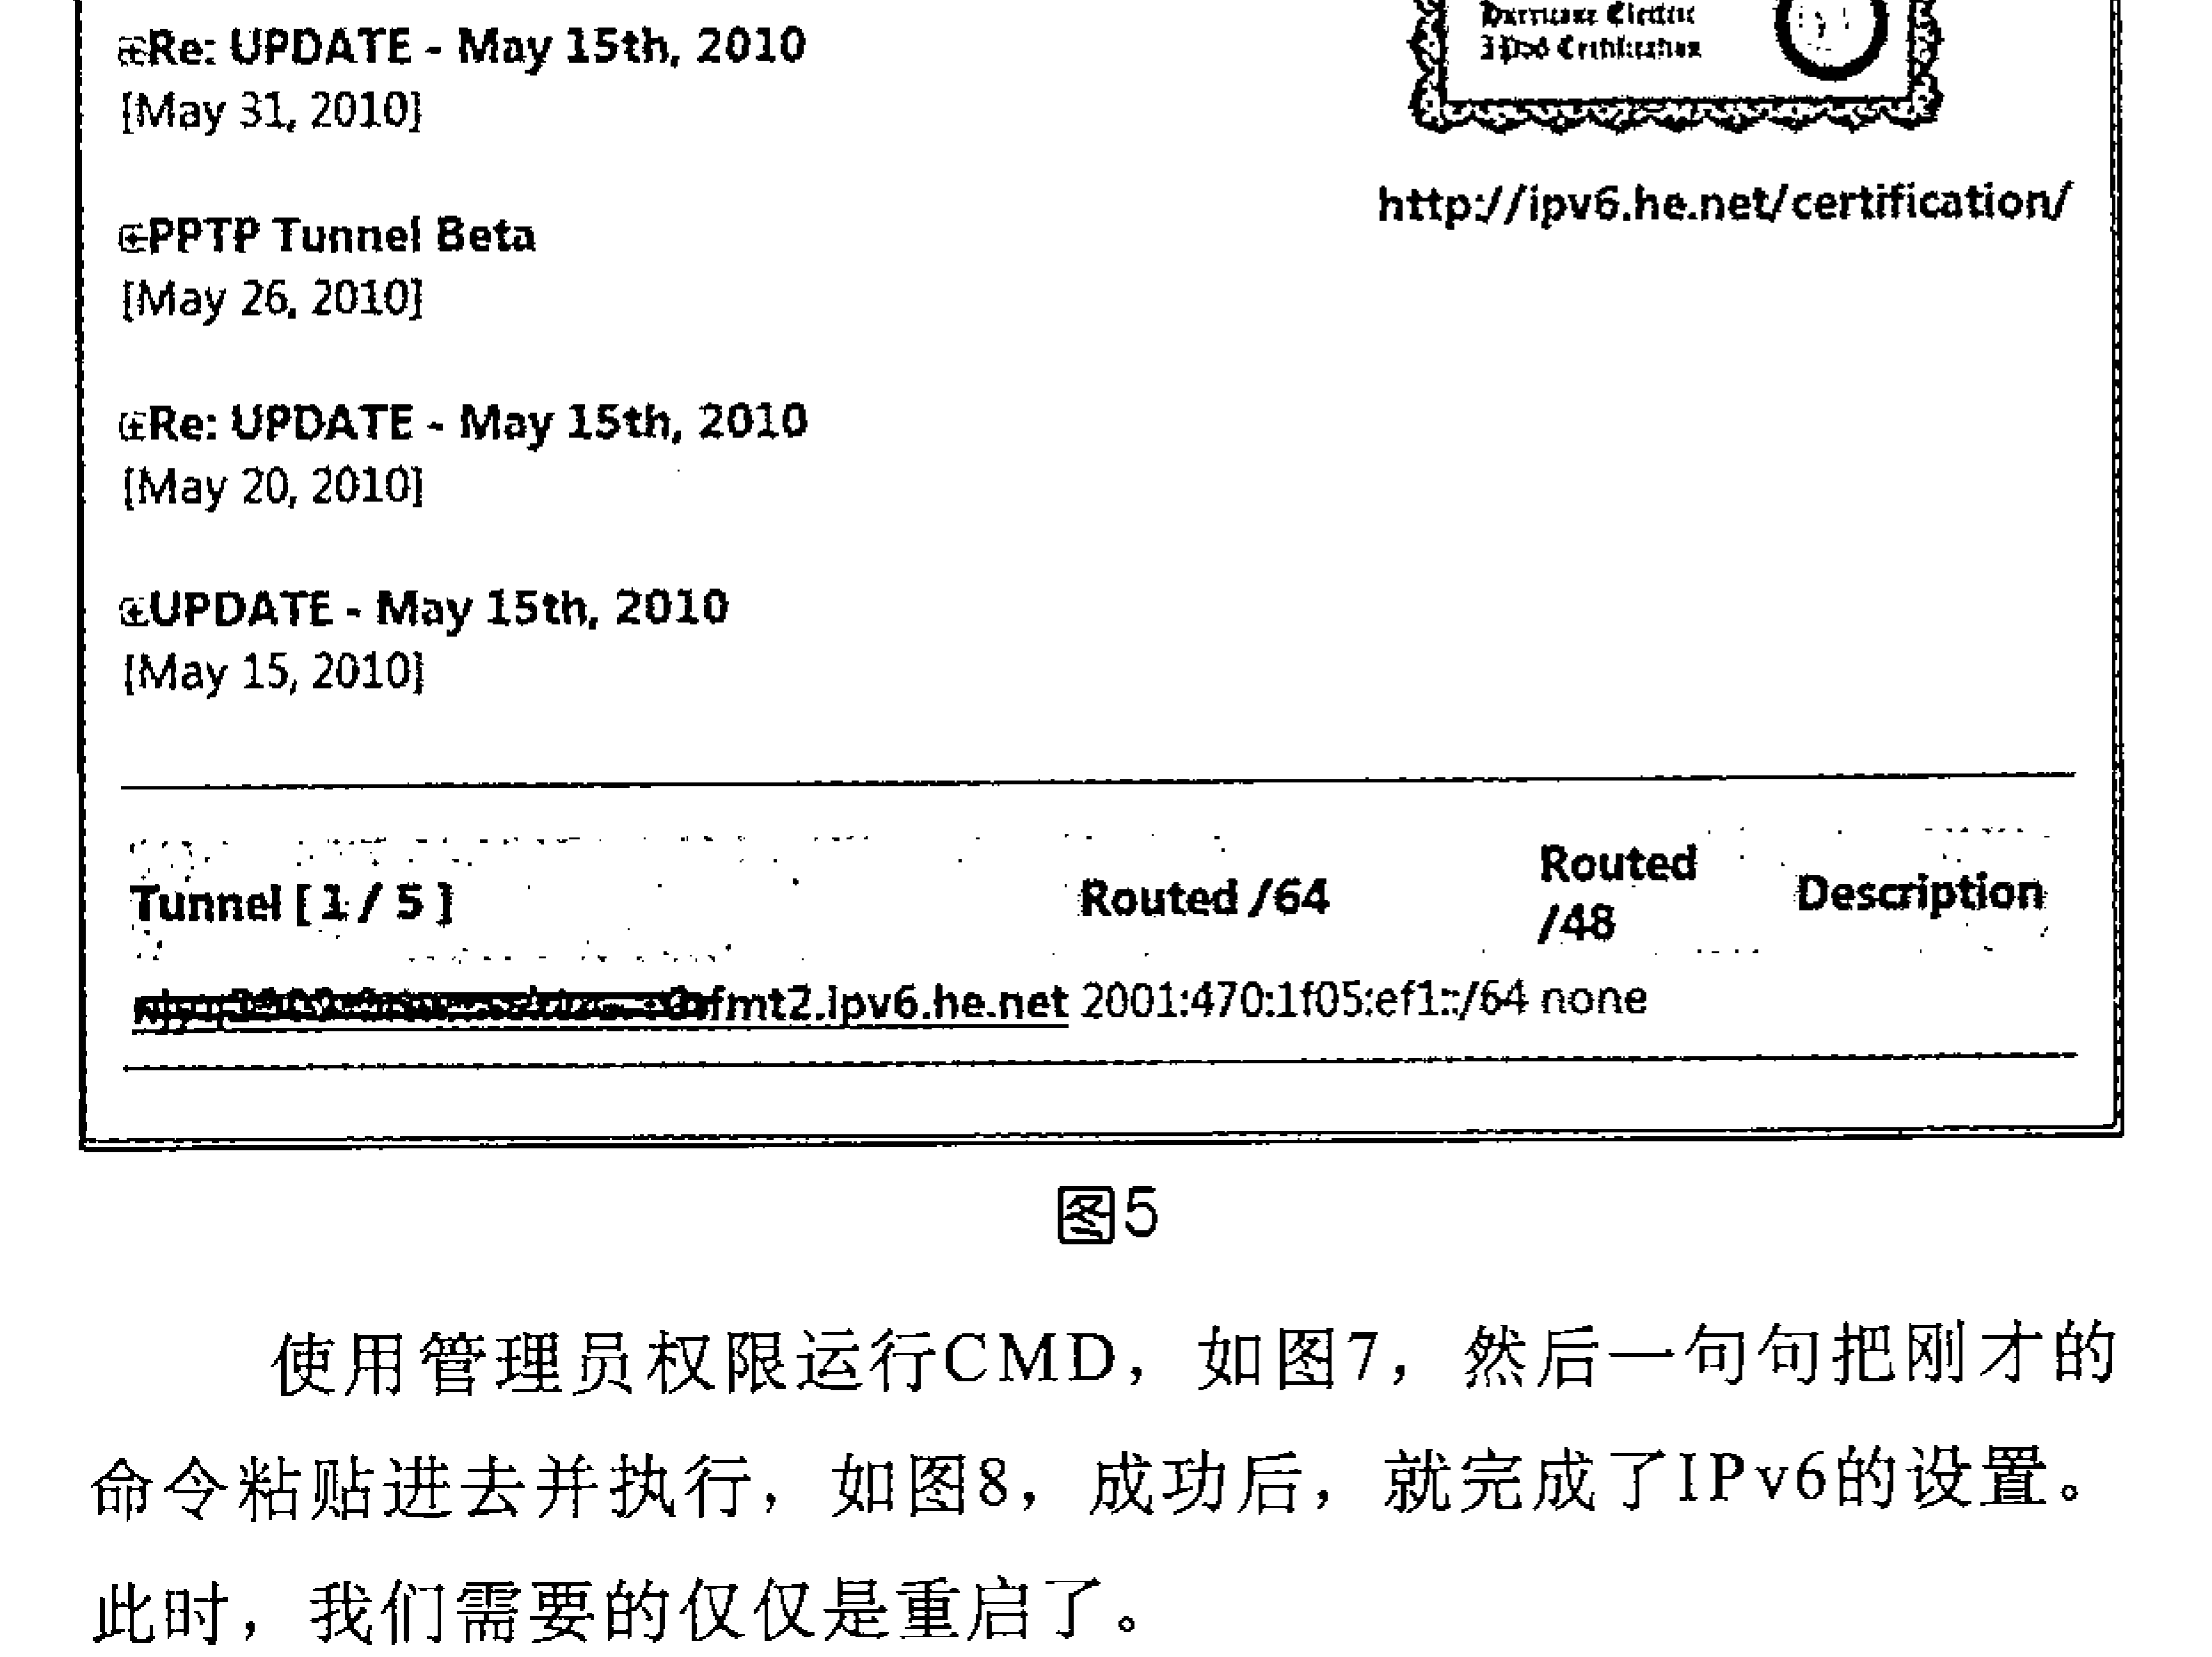 Re: UPDATE - May 15th, 2010
[May 31, 2010]
Hurricane Electric
IPv6 Certification
http://ipv6.he.net/certification/
PPTP Tunnel Beta
[May 26, 2010]
Re: UPDATE - May 15th, 2010
[May 20, 2010]
UPDATE - May 15th, 2010
[May 15, 2010]
Tunnel [ 1 / 5 ] Routed /64 Routed /48 Description
fmt2.ipv6.he.net 2001:470:1f05:ef1::/64 none
图5
使用管理员权限运行CMD，如图7，然后一句句把刚才的
命令粘贴进去并执行，如图8，成功后，就完成了IPv6的设置。
此时，我们需要的仅仅是重启了。